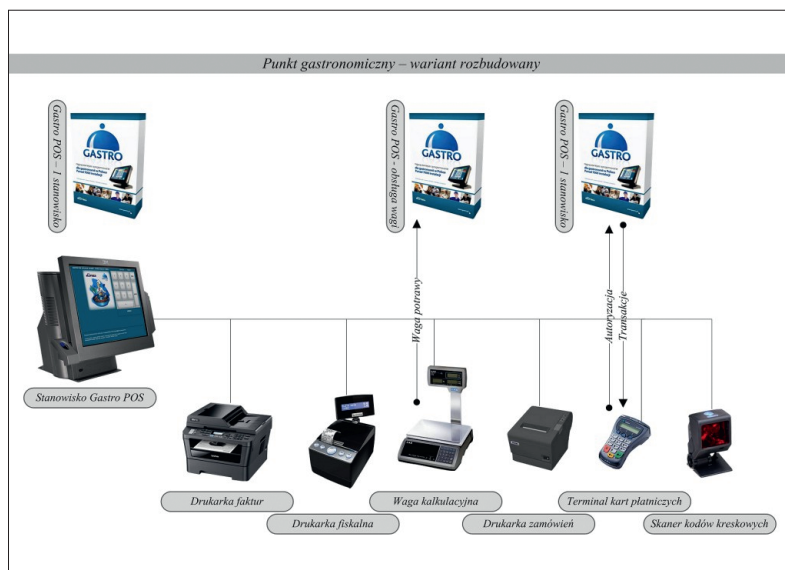 Punkt gastronomiczny – wariant rozbudowany
Gastro POS – 1 stanowisko
GASTRO
Gastro POS - obsługa wagi
GASTRO
Gastro POS – 1 stanowisko
GASTRO
Waga potrawy
Autoryzacja
Transakcje
Stanowisko Gastro POS
Drukarka faktur
Waga kalkulacyjna
Terminal kart płatniczych
Drukarka fiskalna
Drukarka zamówień
Skaner kodów kreskowych